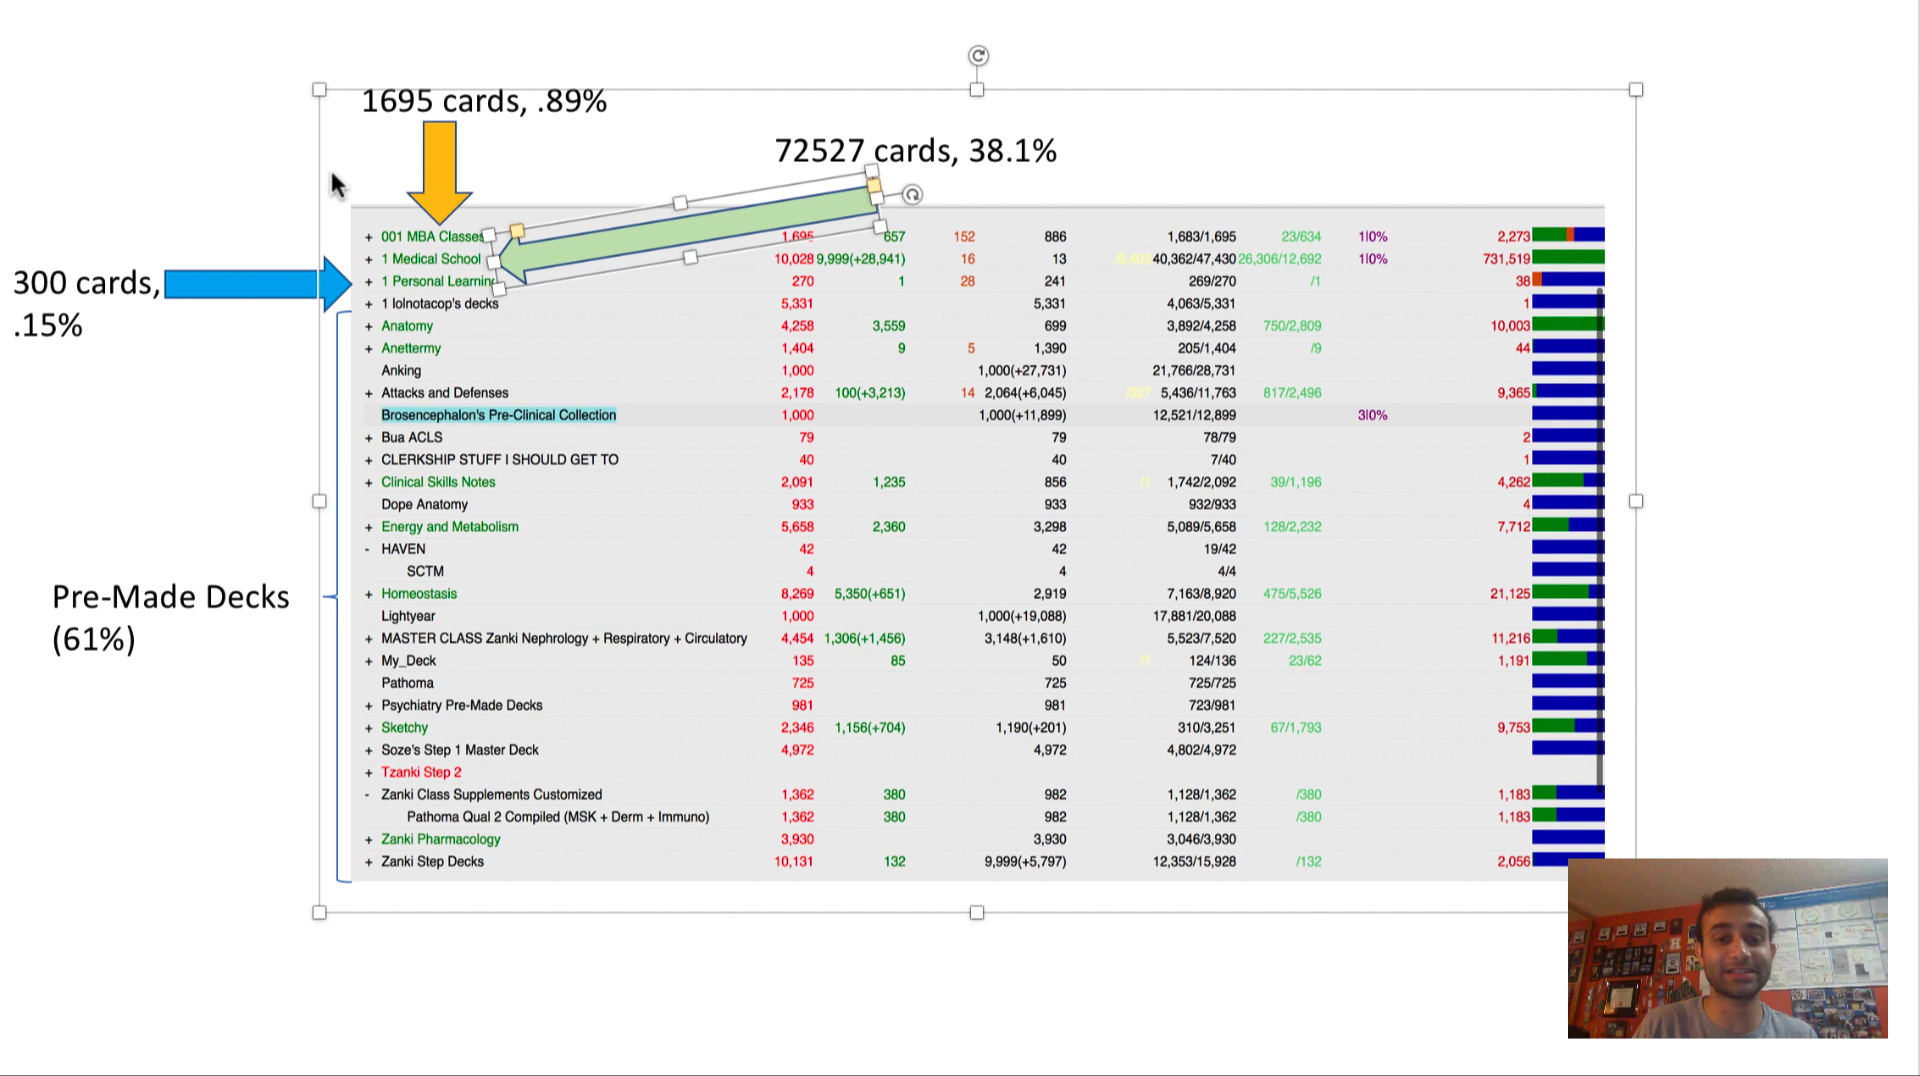 1695 cards, .89%
72527 cards, 38.1%
300 cards,
.15%
Pre-Made Decks
(61%)
+ 001 MBA Classes 1,695 657 152 886 1,683/1,695 23/634 1|0% 2,273
+ 1 Medical School 10,028 9,999(+28,941) 16 13 40,362/47,430 26,306/12,692 1|0% 731,519
+ 1 Personal Learning 270 1 28 241 269/270 /1 38
+ 1 lolnotacop's decks 5,331 5,331 4,063/5,331 1
+ Anatomy 4,258 3,559 699 3,892/4,258 750/2,809 10,003
+ Anettermy 1,404 9 5 1,390 205/1,404 /9 44
Anking 1,000 1,000(+27,731) 21,766/28,731
+ Attacks and Defenses 2,178 100(+3,213) 14 2,064(+6,045) /327 5,436/11,763 817/2,496 9,365
Brosencephalon's Pre-Clinical Collection 1,000 1,000(+11,899) 12,521/12,899 3|0%
+ Bua ACLS 79 79 78/79 2
+ CLERKSHIP STUFF I SHOULD GET TO 40 40 7/40 1
+ Clinical Skills Notes 2,091 1,235 856 /1 1,742/2,092 39/1,196 4,262
Dope Anatomy 933 933 932/933 4
+ Energy and Metabolism 5,658 2,360 3,298 5,089/5,658 128/2,232 7,712
- HAVEN 42 42 19/42
SCTM 4 4 4/4
+ Homeostasis 8,269 5,350(+651) 2,919 7,163/8,920 475/5,526 21,125
Lightyear 1,000 1,000(+19,088) 17,881/20,088
+ MASTER CLASS Zanki Nephrology + Respiratory + Circulatory 4,454 1,306(+1,456) 3,148(+1,610) 5,523/7,520 227/2,535 11,216
+ My_Deck 135 85 50 /1 124/136 23/62 1,191
Pathoma 725 725 725/725
+ Psychiatry Pre-Made Decks 981 981 723/981
+ Sketchy 2,346 1,156(+704) 1,190(+201) 310/3,251 67/1,793 9,753
+ Soze's Step 1 Master Deck 4,972 4,972 4,802/4,972
+ Tzanki Step 2
- Zanki Class Supplements Customized 1,362 380 982 1,128/1,362 /380 1,183
Pathoma Qual 2 Compiled (MSK + Derm + Immuno) 1,362 380 982 1,128/1,362 /380 1,183
+ Zanki Pharmacology 3,930 3,930 3,046/3,930
+ Zanki Step Decks 10,131 132 9,999(+5,797) 12,353/15,928 /132 2,056